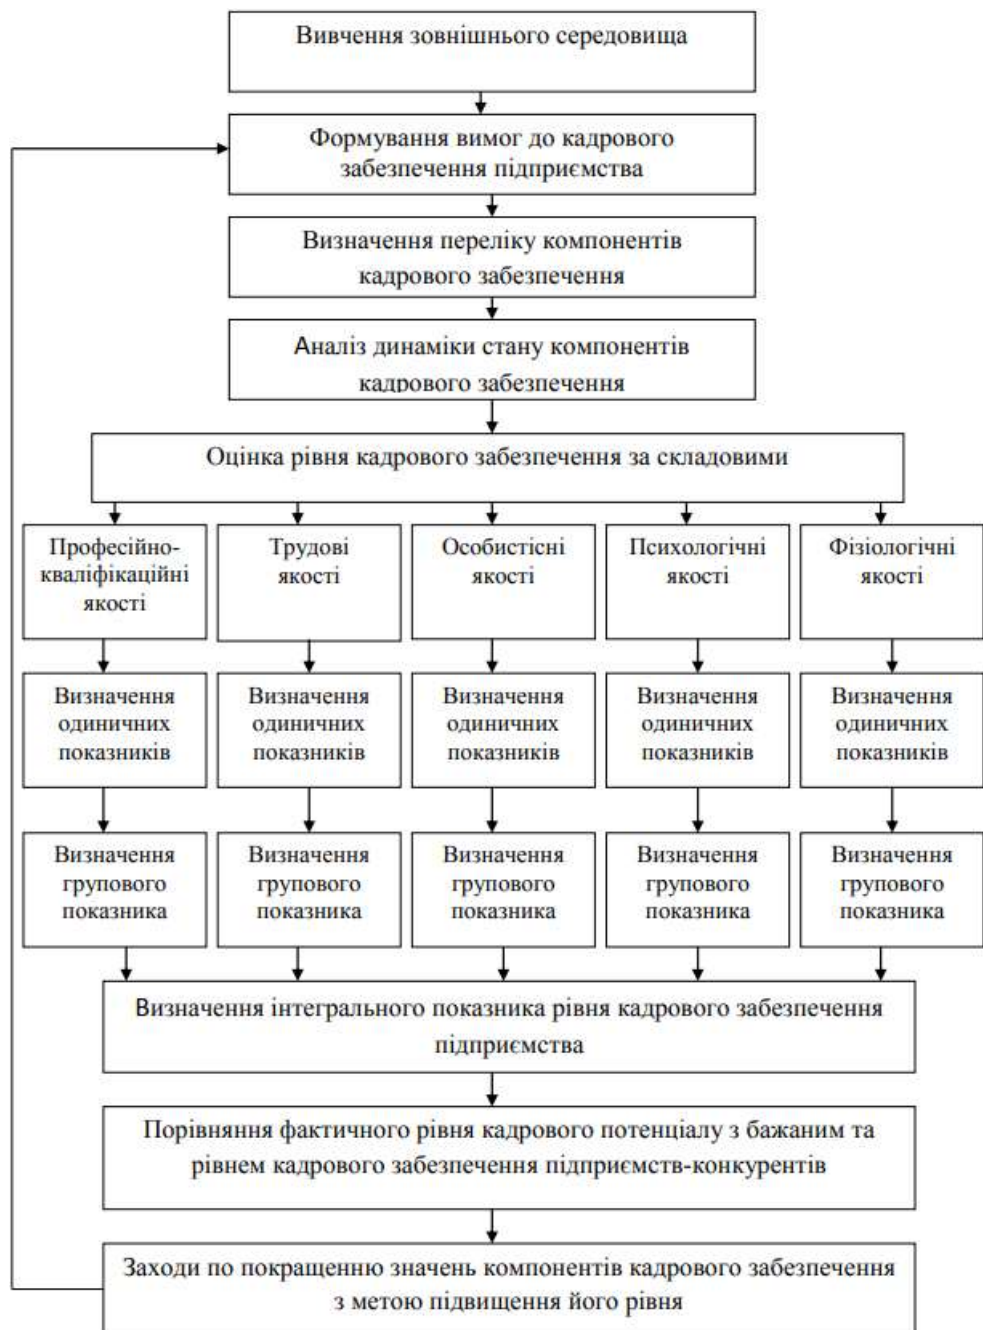 Вивчення зовнішнього середовища
Формування вимог до кадрового
забезпечення підприємства
Визначення переліку компонентів
кадрового забезпечення
Аналіз динаміки стану компонентів
кадрового забезпечення
Оцінка рівня кадрового забезпечення за складовими
Професійно-
кваліфікаційні
якості
Трудові
якості
Особистісні
якості
Психологічні
якості
Фізіологічні
якості
Визначення
одиничних
показників
Визначення
одиничних
показників
Визначення
одиничних
показників
Визначення
одиничних
показників
Визначення
одиничних
показників
Визначення
групового
показника
Визначення
групового
показника
Визначення
групового
показника
Визначення
групового
показника
Визначення
групового
показника
Визначення інтегрального показника рівня кадрового забезпечення
підприємства
Порівняння фактичного рівня кадрового потенціалу з бажаним та
рівнем кадрового забезпечення підприємств-конкурентів
Заходи по покращенню значень компонентів кадрового забезпечення
з метою підвищення його рівня